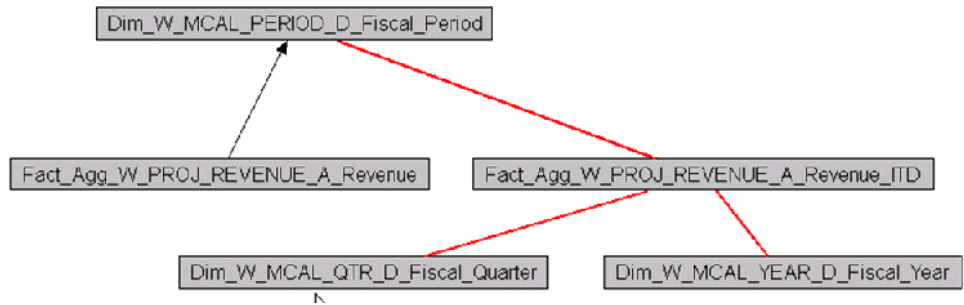 Dim_W_MCAL_PERIOD_D_Fiscal_Period
Fact_Agg_W_PROJ_REVENUE_A_Revenue
Fact_Agg_W_PROJ_REVENUE_A_Revenue_ITD
Dim_W_MCAL_QTR_D_Fiscal_Quarter
Dim_W_MCAL_YEAR_D_Fiscal_Year